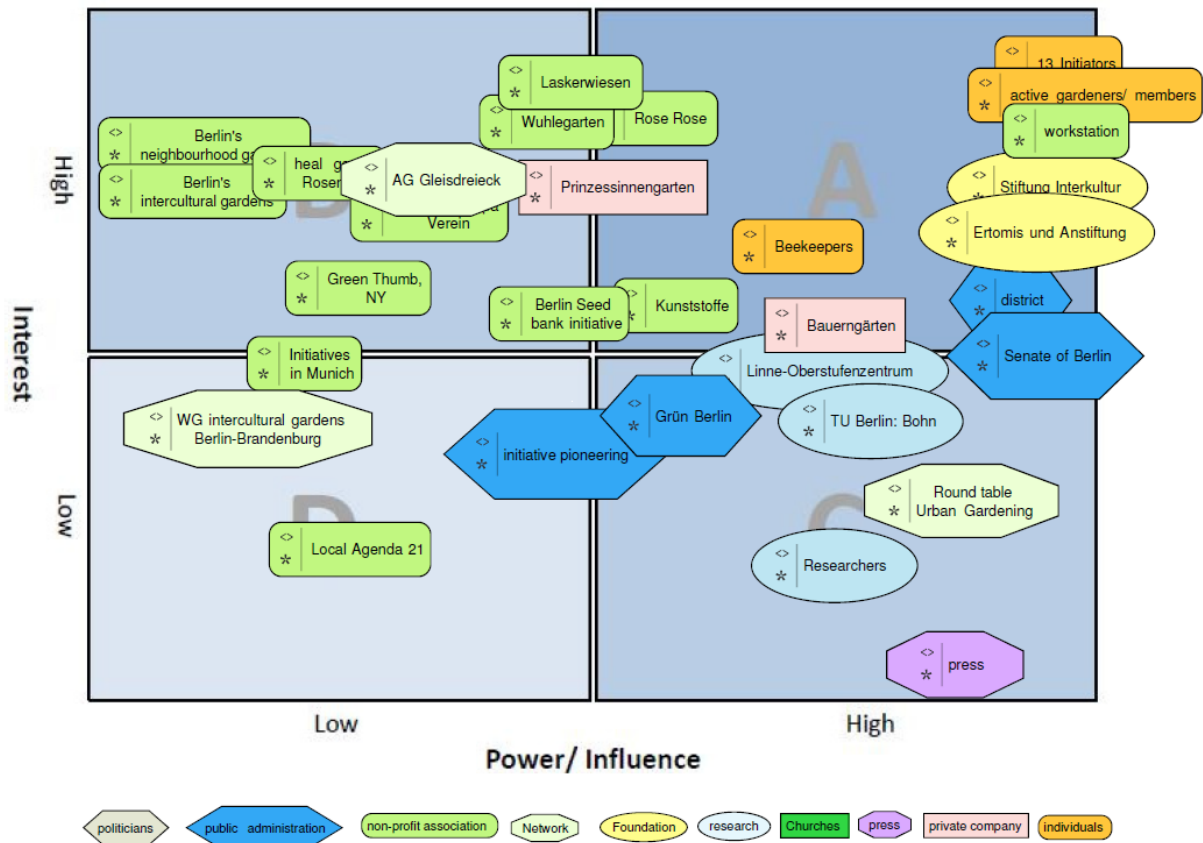 <>
*
13 Initiators
<>
*
active gardeners/ members
<>
*
Laskerwiesen
<>
*
Wuhlegarten
Rose Rose
<>
*
workstation
<>
*
Berlin's
neighbourhood
<>
*
heal
<>
*
AG Gleisdreieck
<>
*
Prinzessinnengarten
A
<>
*
Stiftung Interkultur
<>
*
Berlin's
intercultural gardens
*
Verein
<>
*
Ertomis und Anstiftung
<>
*
Beekeepers
<>
*
Green Thumb,
NY
<>
*
Berlin Seed
bank initiative
<>
*
Kunststoffe
<>
*
district
<>
*
Bauerngärten
<>
*
Senate of Berlin
<>
*
Initiatives
in Munich
<>
*
Linne-Oberstufenzentrum
<>
*
WG intercultural gardens
Berlin-Brandenburg
<>
*
initiative pioneering
<>
*
Grün Berlin
<>
*
TU Berlin: Bohn
<>
*
Round table
Urban Gardening
<>
*
Local Agenda 21
<>
*
Researchers
<>
*
press
High
Interest
Low
Low
High
Power/ Influence
politicians
public administration
non-profit association
Network
Foundation
research
Churches
press
private company
individuals